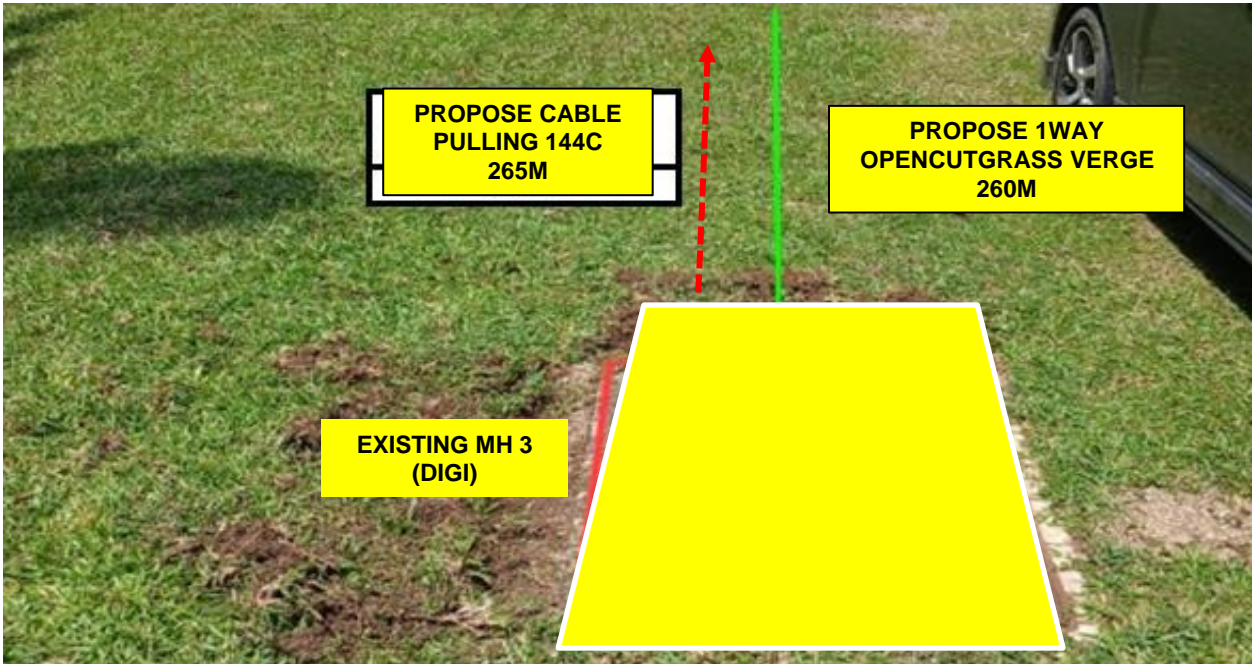 PROPOSE CABLE
PULLING 144C
265M
PROPOSE 1WAY
OPENCUTGRASS VERGE
260M
EXISTING MH 3
(DIGI)